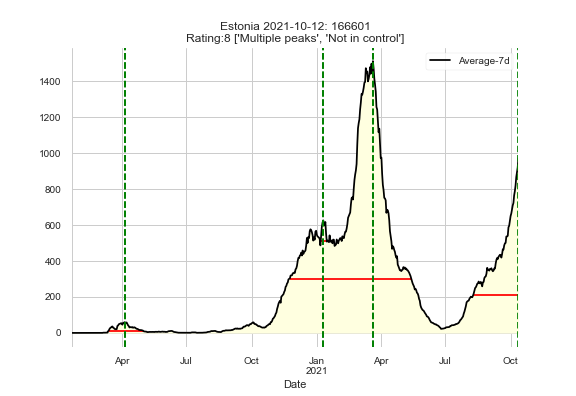 Estonia 2021-10-12: 166601
Rating:8 ['Multiple peaks', 'Not in control']
Average-7d
1400
1200
1000
800
600
400
200
0
Apr Jul Oct Jan Apr Jul Oct
2021
Date